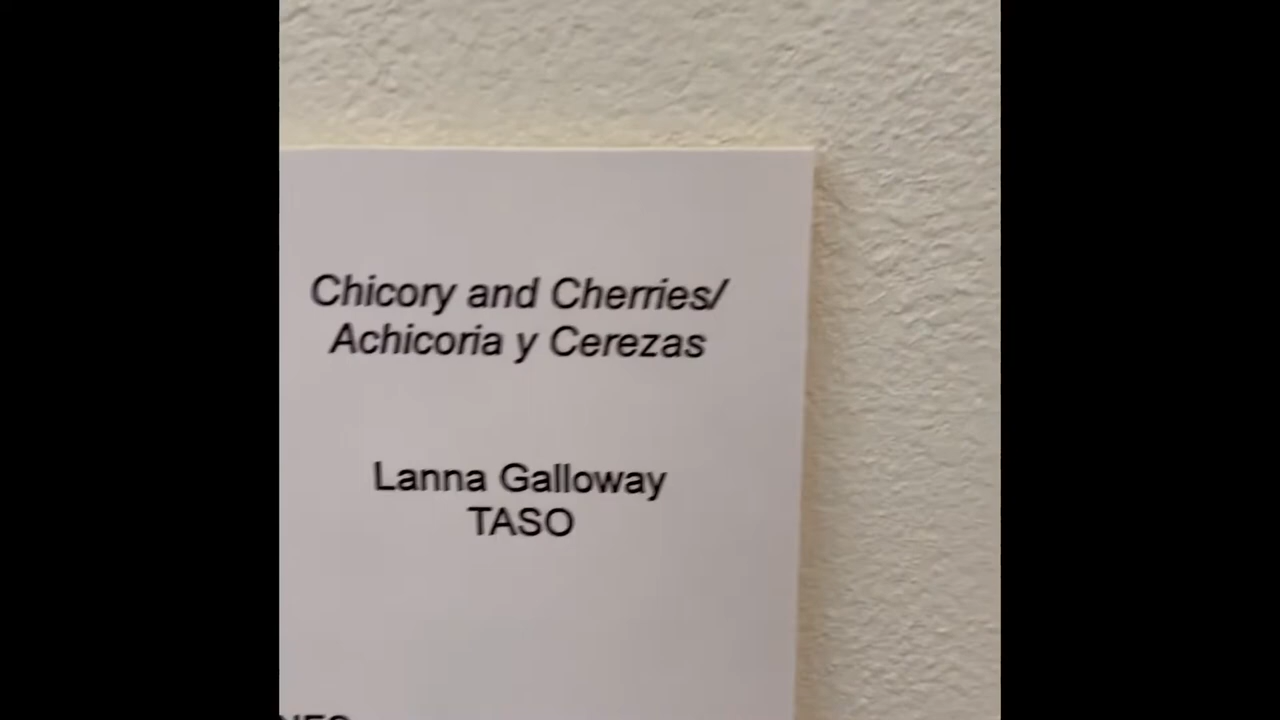 Chicory and Cherries/
Achicoria y Cerezas
Lanna Galloway
TASO